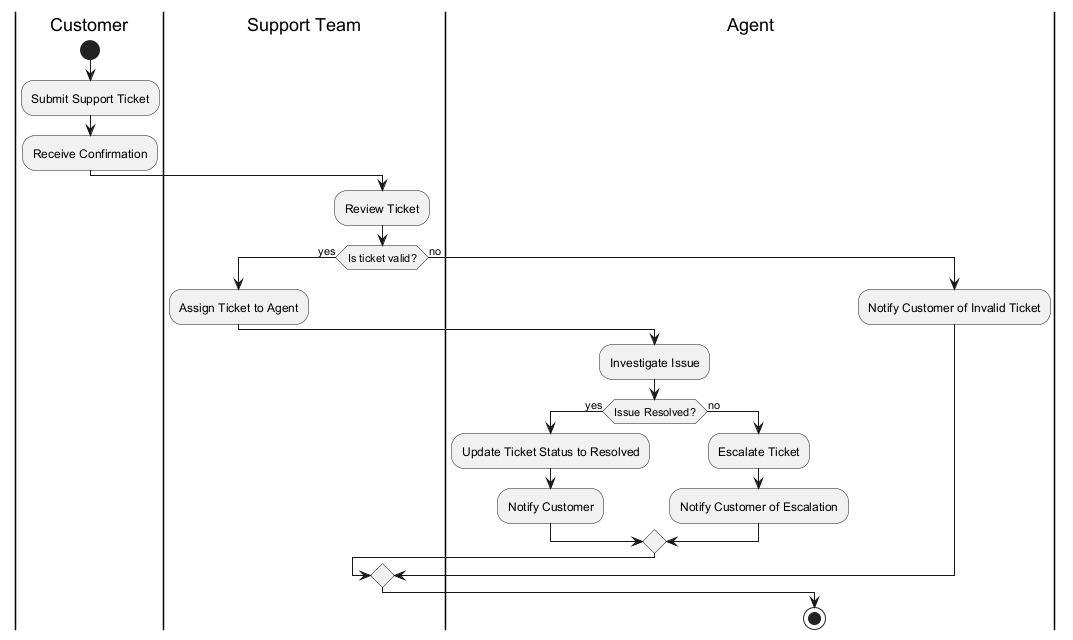 Customer
Support Team
Agent
Submit Support Ticket
Receive Confirmation
Review Ticket
yes
Is ticket valid?
no
Assign Ticket to Agent
Notify Customer of Invalid Ticket
Investigate Issue
yes
Issue Resolved?
no
Update Ticket Status to Resolved
Escalate Ticket
Notify Customer
Notify Customer of Escalation